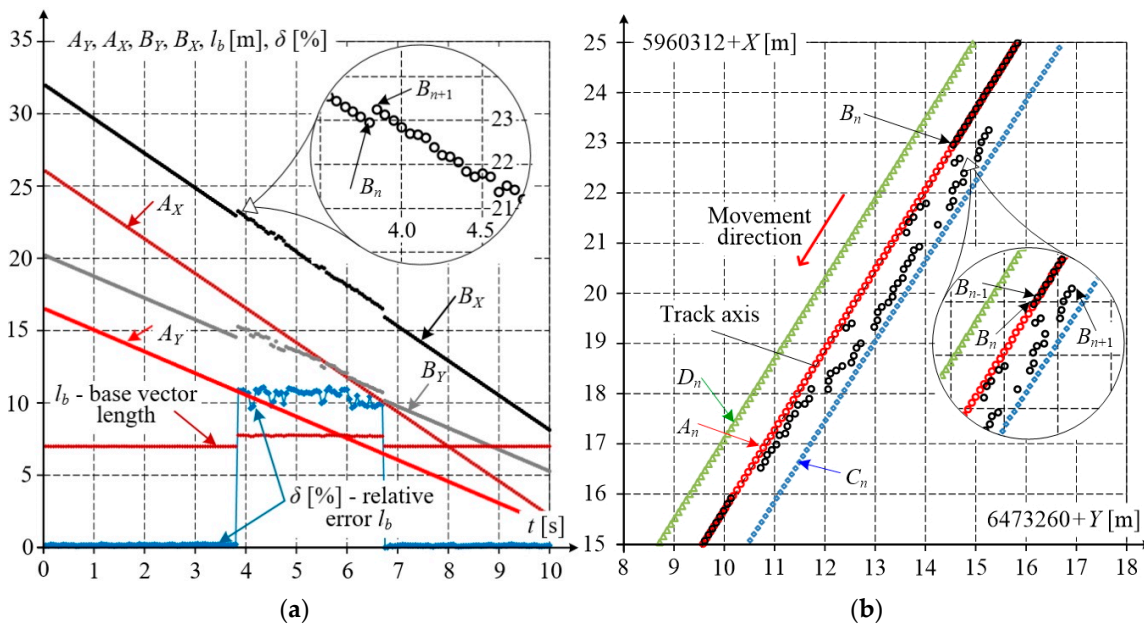 A_Y, A_X, B_Y, B_X, l_b [m], δ [%]
35
30
25
20
15
10
5
0
0 1 2 3 4 5 6 7 8 9 10
t [s]
B_{n+1}
B_n
23
22
21
4.0 4.5
A_X
A_Y
B_X
B_Y
l_b - base vector
length
δ [%] - relative
error l_b
(a)
5960312+X [m]
25
24
23
22
21
20
19
18
17
16
15
8 9 10 11 12 13 14 15 16 17 18
6473260+Y [m]
B_n
Movement
direction
Track axis
D_n
A_n
C_n
B_{n-1}
B_n
B_{n+1}
(b)